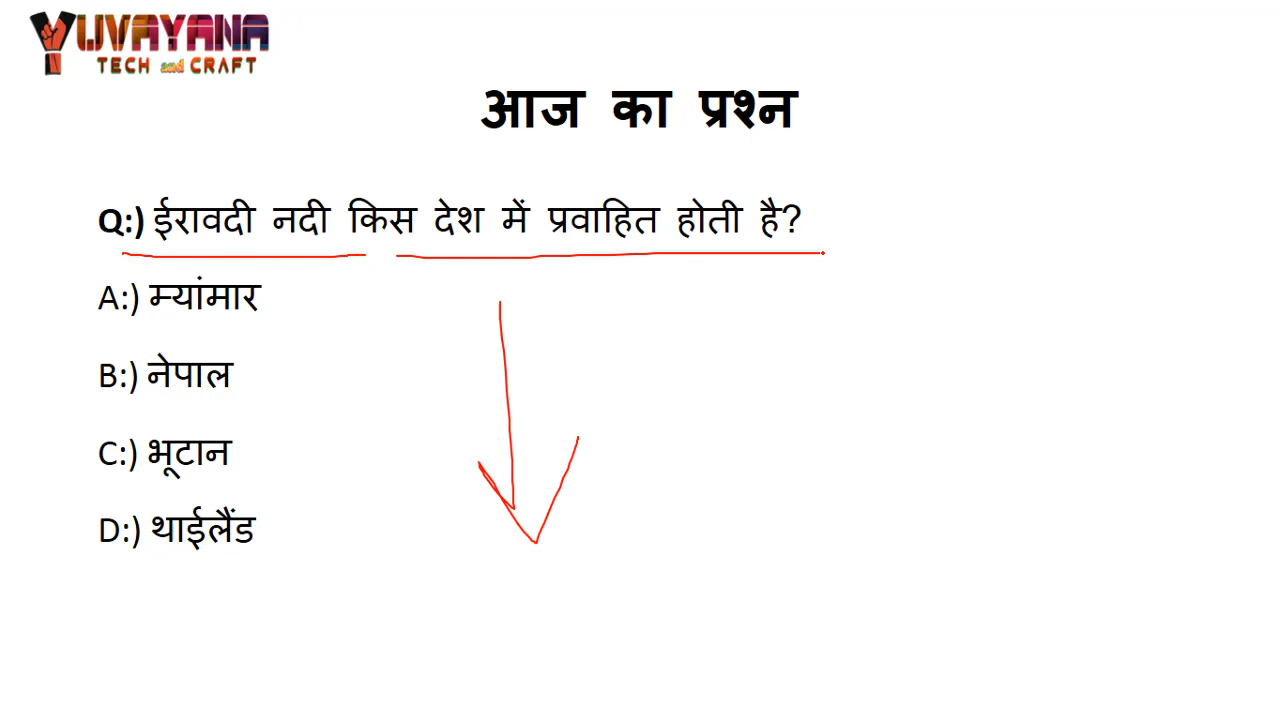 YUVAYANA
TECH and CRAFT
आज का प्रश्न
Q:) ईरावदी नदी किस देश में प्रवाहित होती है?
A:) म्यांमार
B:) नेपाल
C:) भूटान
D:) थाईलैंड